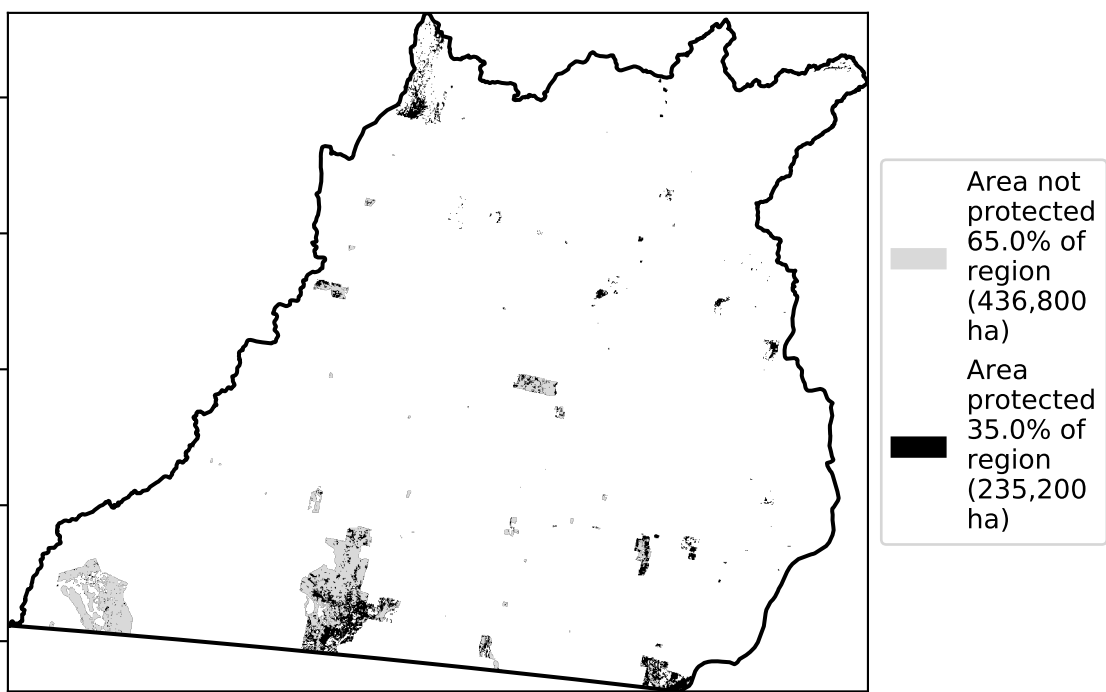 Area not
protected
65.0% of
region
(436,800
ha)
Area
protected
35.0% of
region
(235,200
ha)